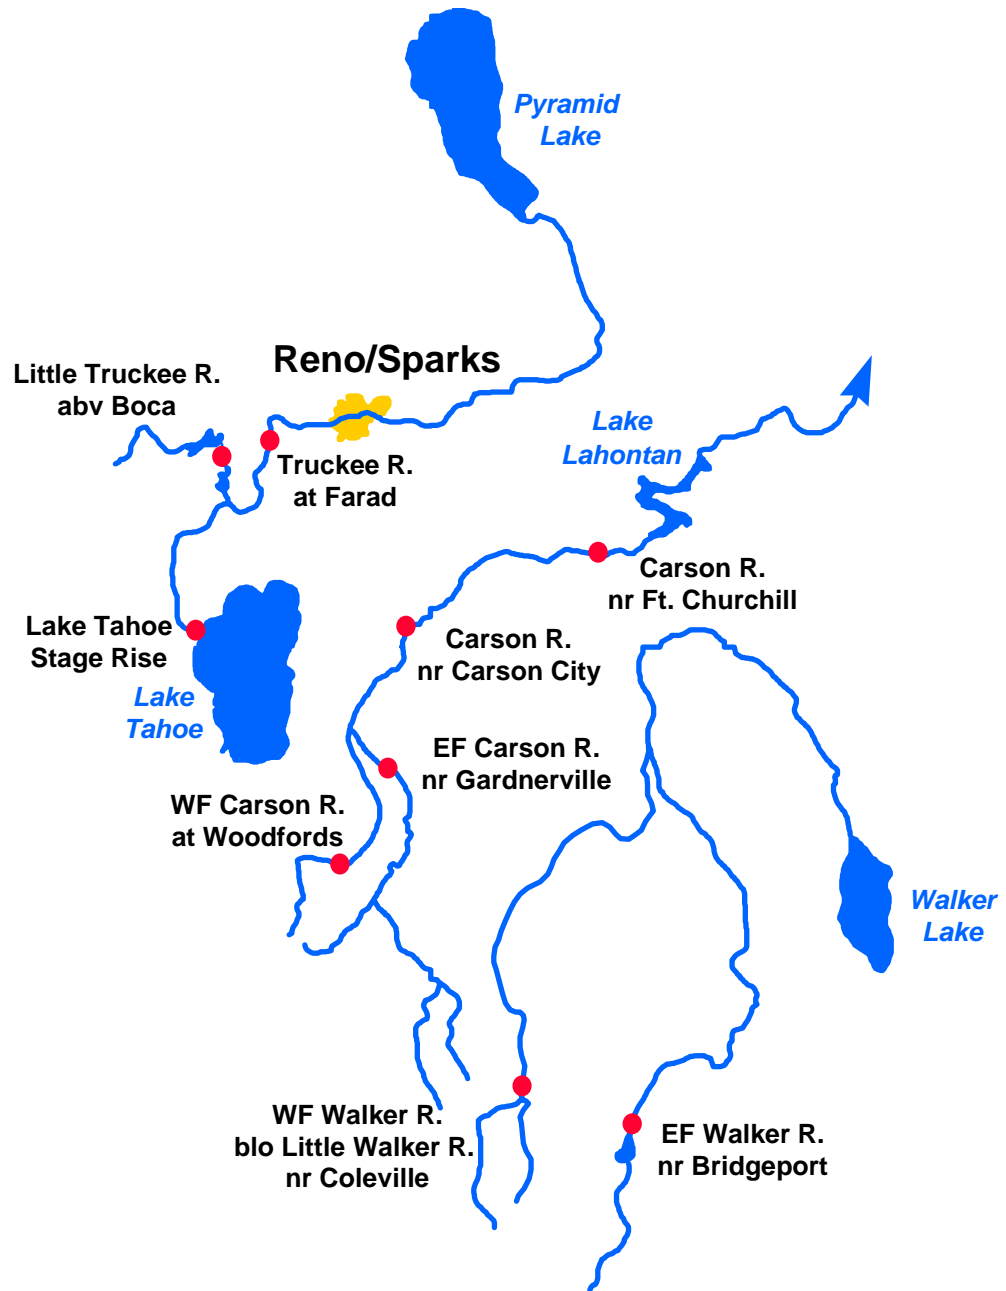 Pyramid
Lake
Reno/Sparks
Little Truckee R.
abv Boca
Truckee R.
at Farad
Lake
Lahontan
Carson R.
nr Ft. Churchill
Lake Tahoe
Stage Rise
Carson R.
nr Carson City
Lake
Tahoe
EF Carson R.
nr Gardnerville
WF Carson R.
at Woodfords
Walker
Lake
WF Walker R.
blo Little Walker R.
nr Coleville
EF Walker R.
nr Bridgeport